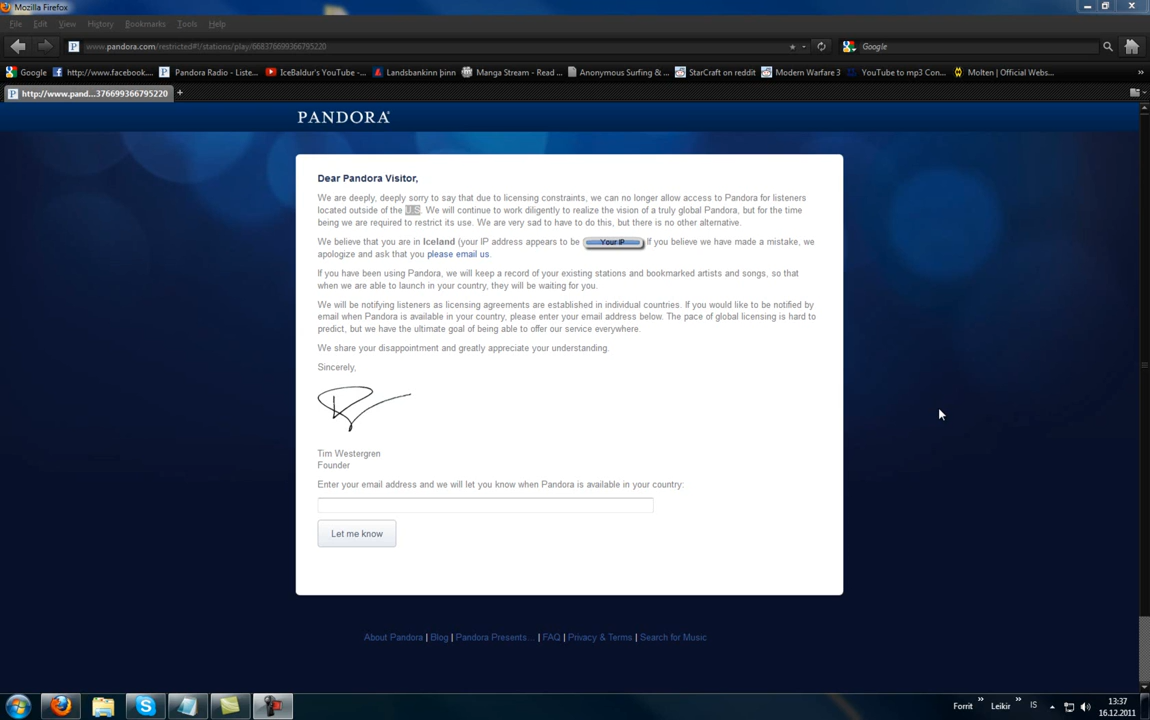 Mozilla Firefox
File Edit View History Bookmarks Tools Help
www.pandora.com/restricted#!/stations/play/668376699366795220
Google
Google http://www.facebook.... Pandora Radio - Liste... IceBaldur's YouTube -... Landsbankinn þinn Manga Stream - Read ... Anonymous Surfing & ... StarCraft on reddit Modern Warfare 3 YouTube to mp3 Con... Molten | Official Webs... »
http://www.pand...376699366795220 +
PANDORA®
Dear Pandora Visitor,
We are deeply, deeply sorry to say that due to licensing constraints, we can no longer allow access to Pandora for listeners
located outside of the U.S. We will continue to work diligently to realize the vision of a truly global Pandora, but for the time
being we are required to restrict its use. We are very sad to have to do this, but there is no other alternative.
We believe that you are in Iceland (your IP address appears to be Your IP If you believe we have made a mistake, we
apologize and ask that you please email us.
If you have been using Pandora, we will keep a record of your existing stations and bookmarked artists and songs, so that
when we are able to launch in your country, they will be waiting for you.
We will be notifying listeners as licensing agreements are established in individual countries. If you would like to be notified by
email when Pandora is available in your country, please enter your email address below. The pace of global licensing is hard to
predict, but we have the ultimate goal of being able to offer our service everywhere.
We share your disappointment and greatly appreciate your understanding.
Sincerely,
Tim Westergren
Founder
Enter your email address and we will let you know when Pandora is available in your country:
Let me know
About Pandora | Blog | Pandora Presents... | FAQ | Privacy & Terms | Search for Music
Forrit » Leikir » IS 13:37
16.12.2011